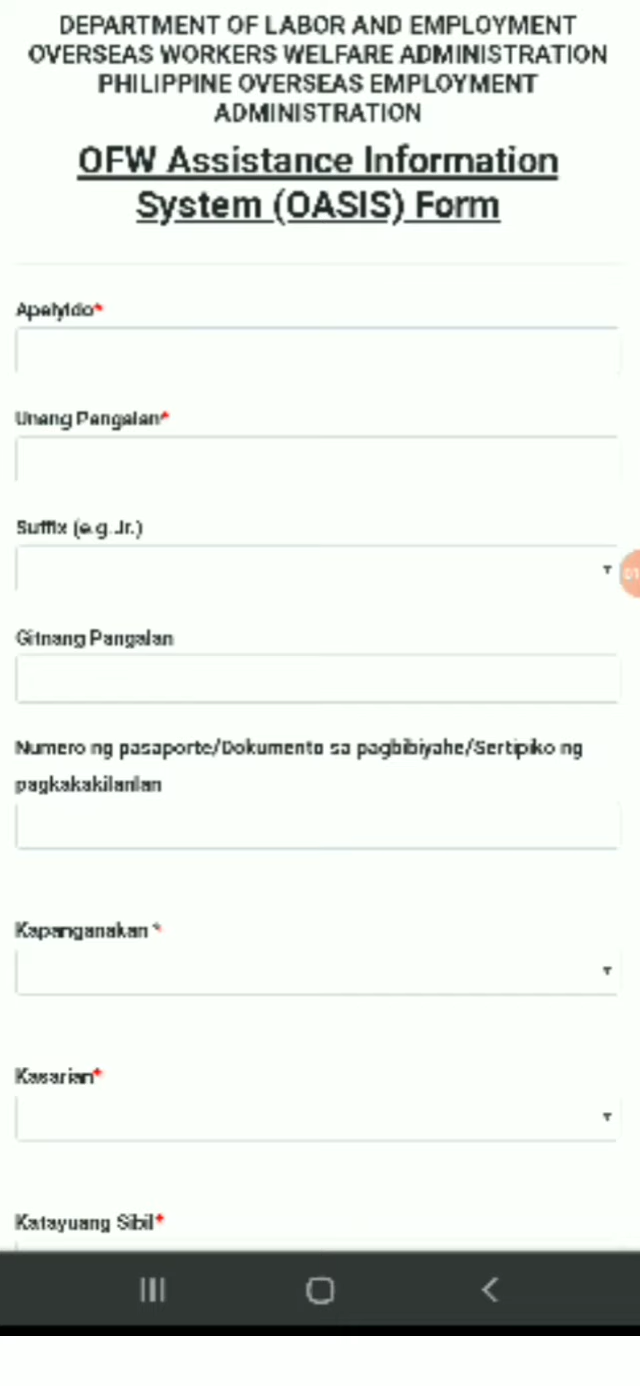 DEPARTMENT OF LABOR AND EMPLOYMENT
OVERSEAS WORKERS WELFARE ADMINISTRATION
PHILIPPINE OVERSEAS EMPLOYMENT
ADMINISTRATION
OFW Assistance Information
System (OASIS) Form
Apelyido*
Unang Pangalan*
Suffix (e.g. Jr.)
Gitnang Pangalan
Numero ng pasaporte/Dokumento sa pagbibiyahe/Sertipiko ng
pagkakakilanlan
Kapanganakan *
Kasarian*
Katayuang Sibil*
01